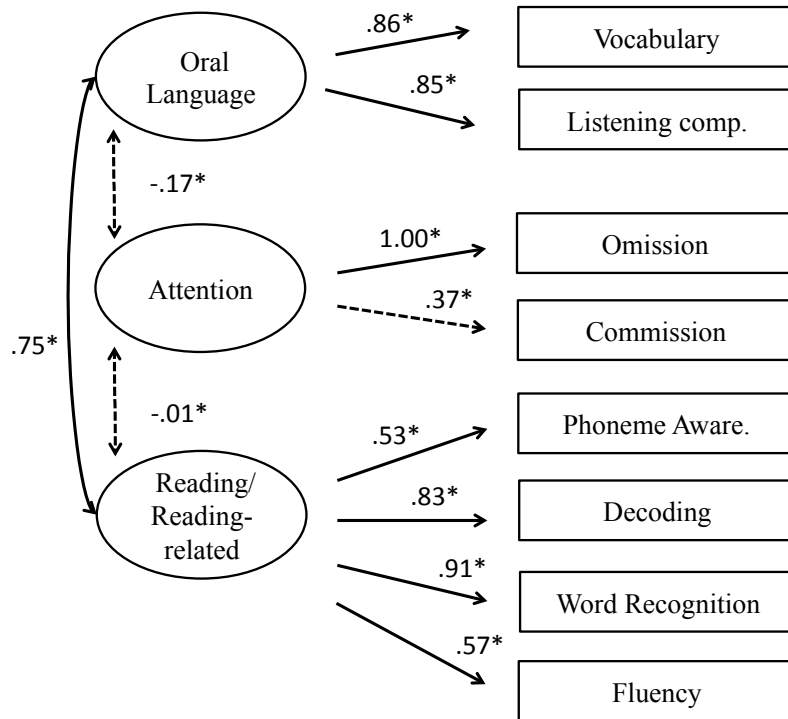 .86*
Vocabulary
Oral
Language
.85*
Listening comp.
-.17*
1.00*
Omission
Attention
.37*
Commission
.75*
-.01*
.53*
Phoneme Aware.
Reading/
Reading-
related
.83*
Decoding
.91*
Word Recognition
.57*
Fluency